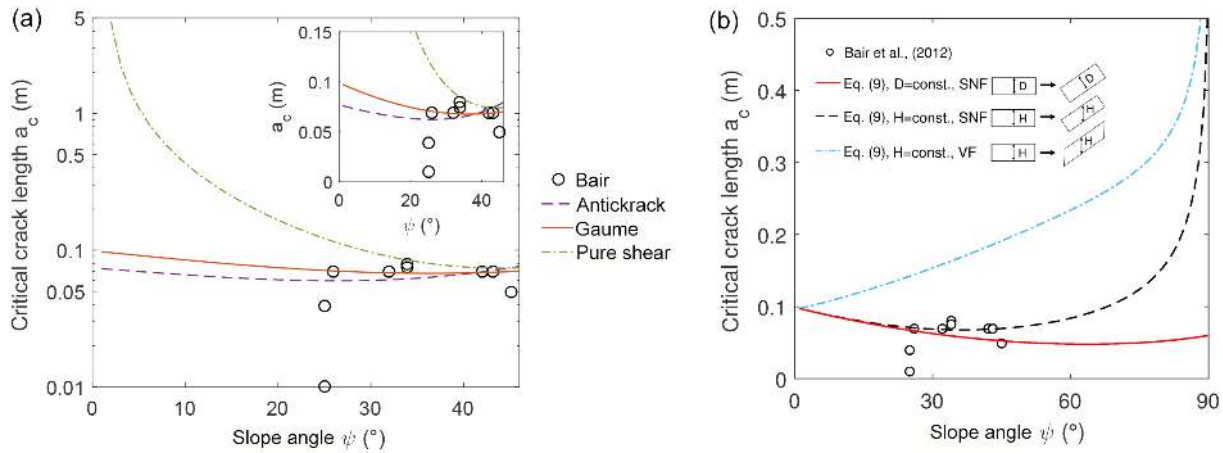 (a)
5
1
0.5
0.1
0.05
0.01
Critical crack length a_c (m)
0 10 20 30 40
Slope angle ψ (°)
0.15
0.1
0.05
0
a_c (m)
0 20 40
ψ (°)
Bair
Antickrack
Gaume
Pure shear
(b)
0.5
0.4
0.3
0.2
0.1
0
Critical crack length a_c (m)
0 30 60 90
Slope angle ψ (°)
Bair et al., (2012)
Eq. (9), D=const., SNF D D
Eq. (9), H=const., SNF H H
Eq. (9), H=const., VF H H